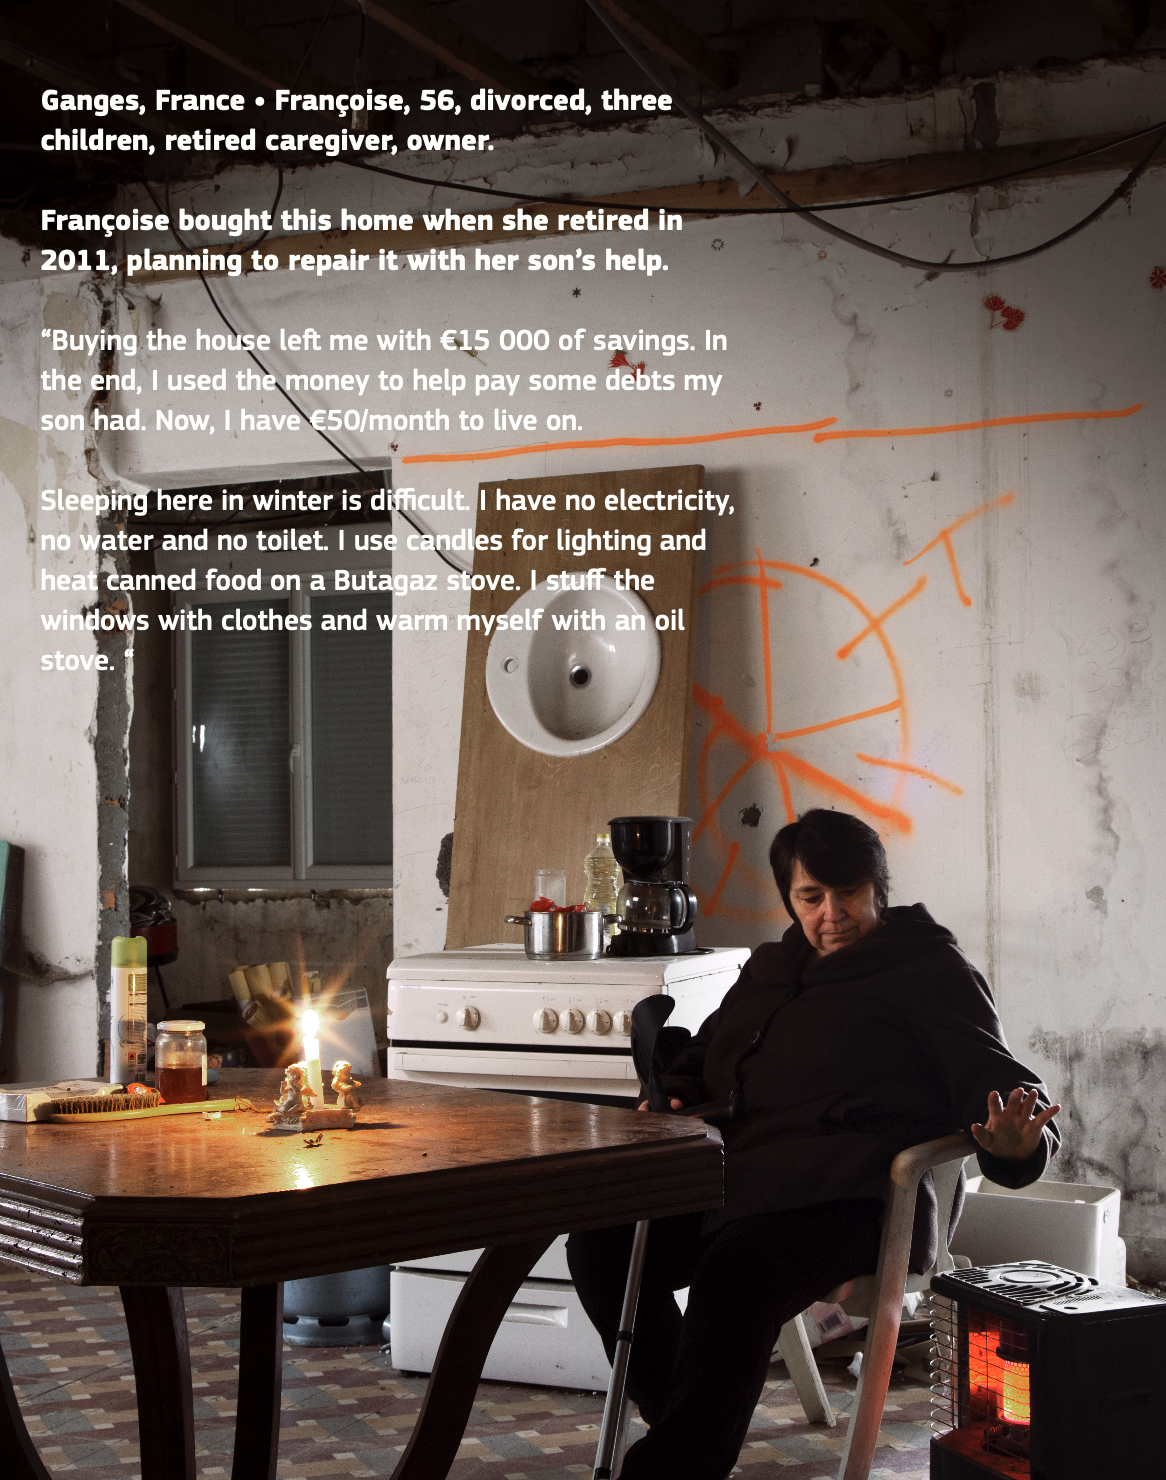 Ganges, France • Françoise, 56, divorced, three
children, retired caregiver, owner.
Françoise bought this home when she retired in
2011, planning to repair it with her son’s help.
“Buying the house left me with €15 000 of savings. In
the end, I used the money to help pay some debts my
son had. Now, I have €50/month to live on.
Sleeping here in winter is difficult. I have no electricity,
no water and no toilet. I use candles for lighting and
heat canned food on a Butagaz stove. I stuff the
windows with clothes and warm myself with an oil
stove. “